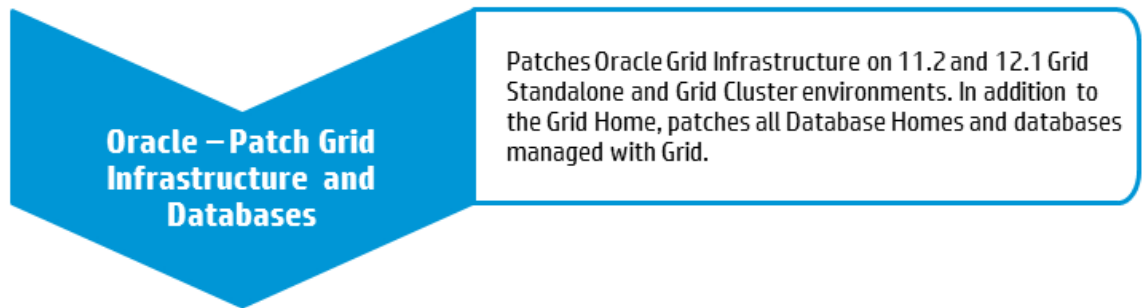 Oracle – Patch Grid
Infrastructure and
Databases
Patches Oracle Grid Infrastructure on 11.2 and 12.1 Grid
Standalone and Grid Cluster environments. In addition to
the Grid Home, patches all Database Homes and databases
managed with Grid.